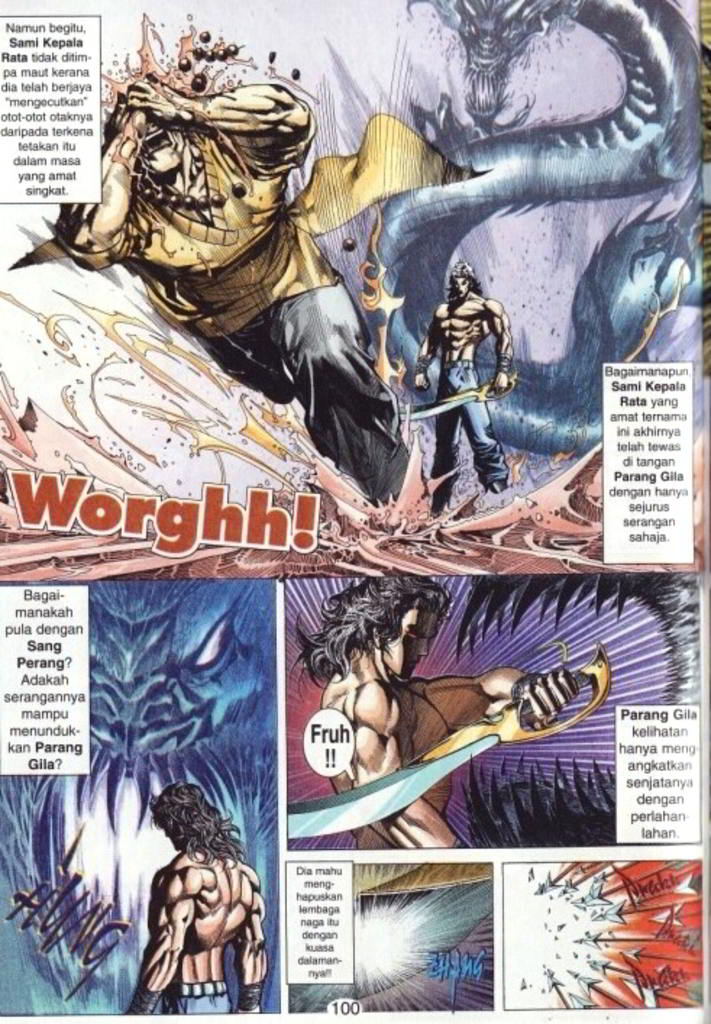 Namun begitu,
Sami Kepala
Rata tidak ditim-
pa maut kerana
dia telah berjaya
"mengecutkan"
otot-otot otaknya
daripada terkena
tetakan itu
dalam masa
yang amat
singkat.
Bagaimanapun,
Sami Kepala
Rata yang
amat ternama
ini akhirnya
telah tewas
di tangan
Parang Gila
dengan hanya
sejurus
serangan
sahaja.
Worghh!
Bagai-
manakah
pula dengan
Sang
Perang?
Adakah
serangannya
mampu
menunduk-
kan Parang
Gila?
Fruh
!!
Parang Gila
kelihatan
hanya meng-
angkatkan
senjatanya
dengan
perlahan-
lahan.
Dia mahu
meng-
hapuskan
lembaga
naga itu
dengan
kuasa
dalaman-
nya!!
ZHANG
100